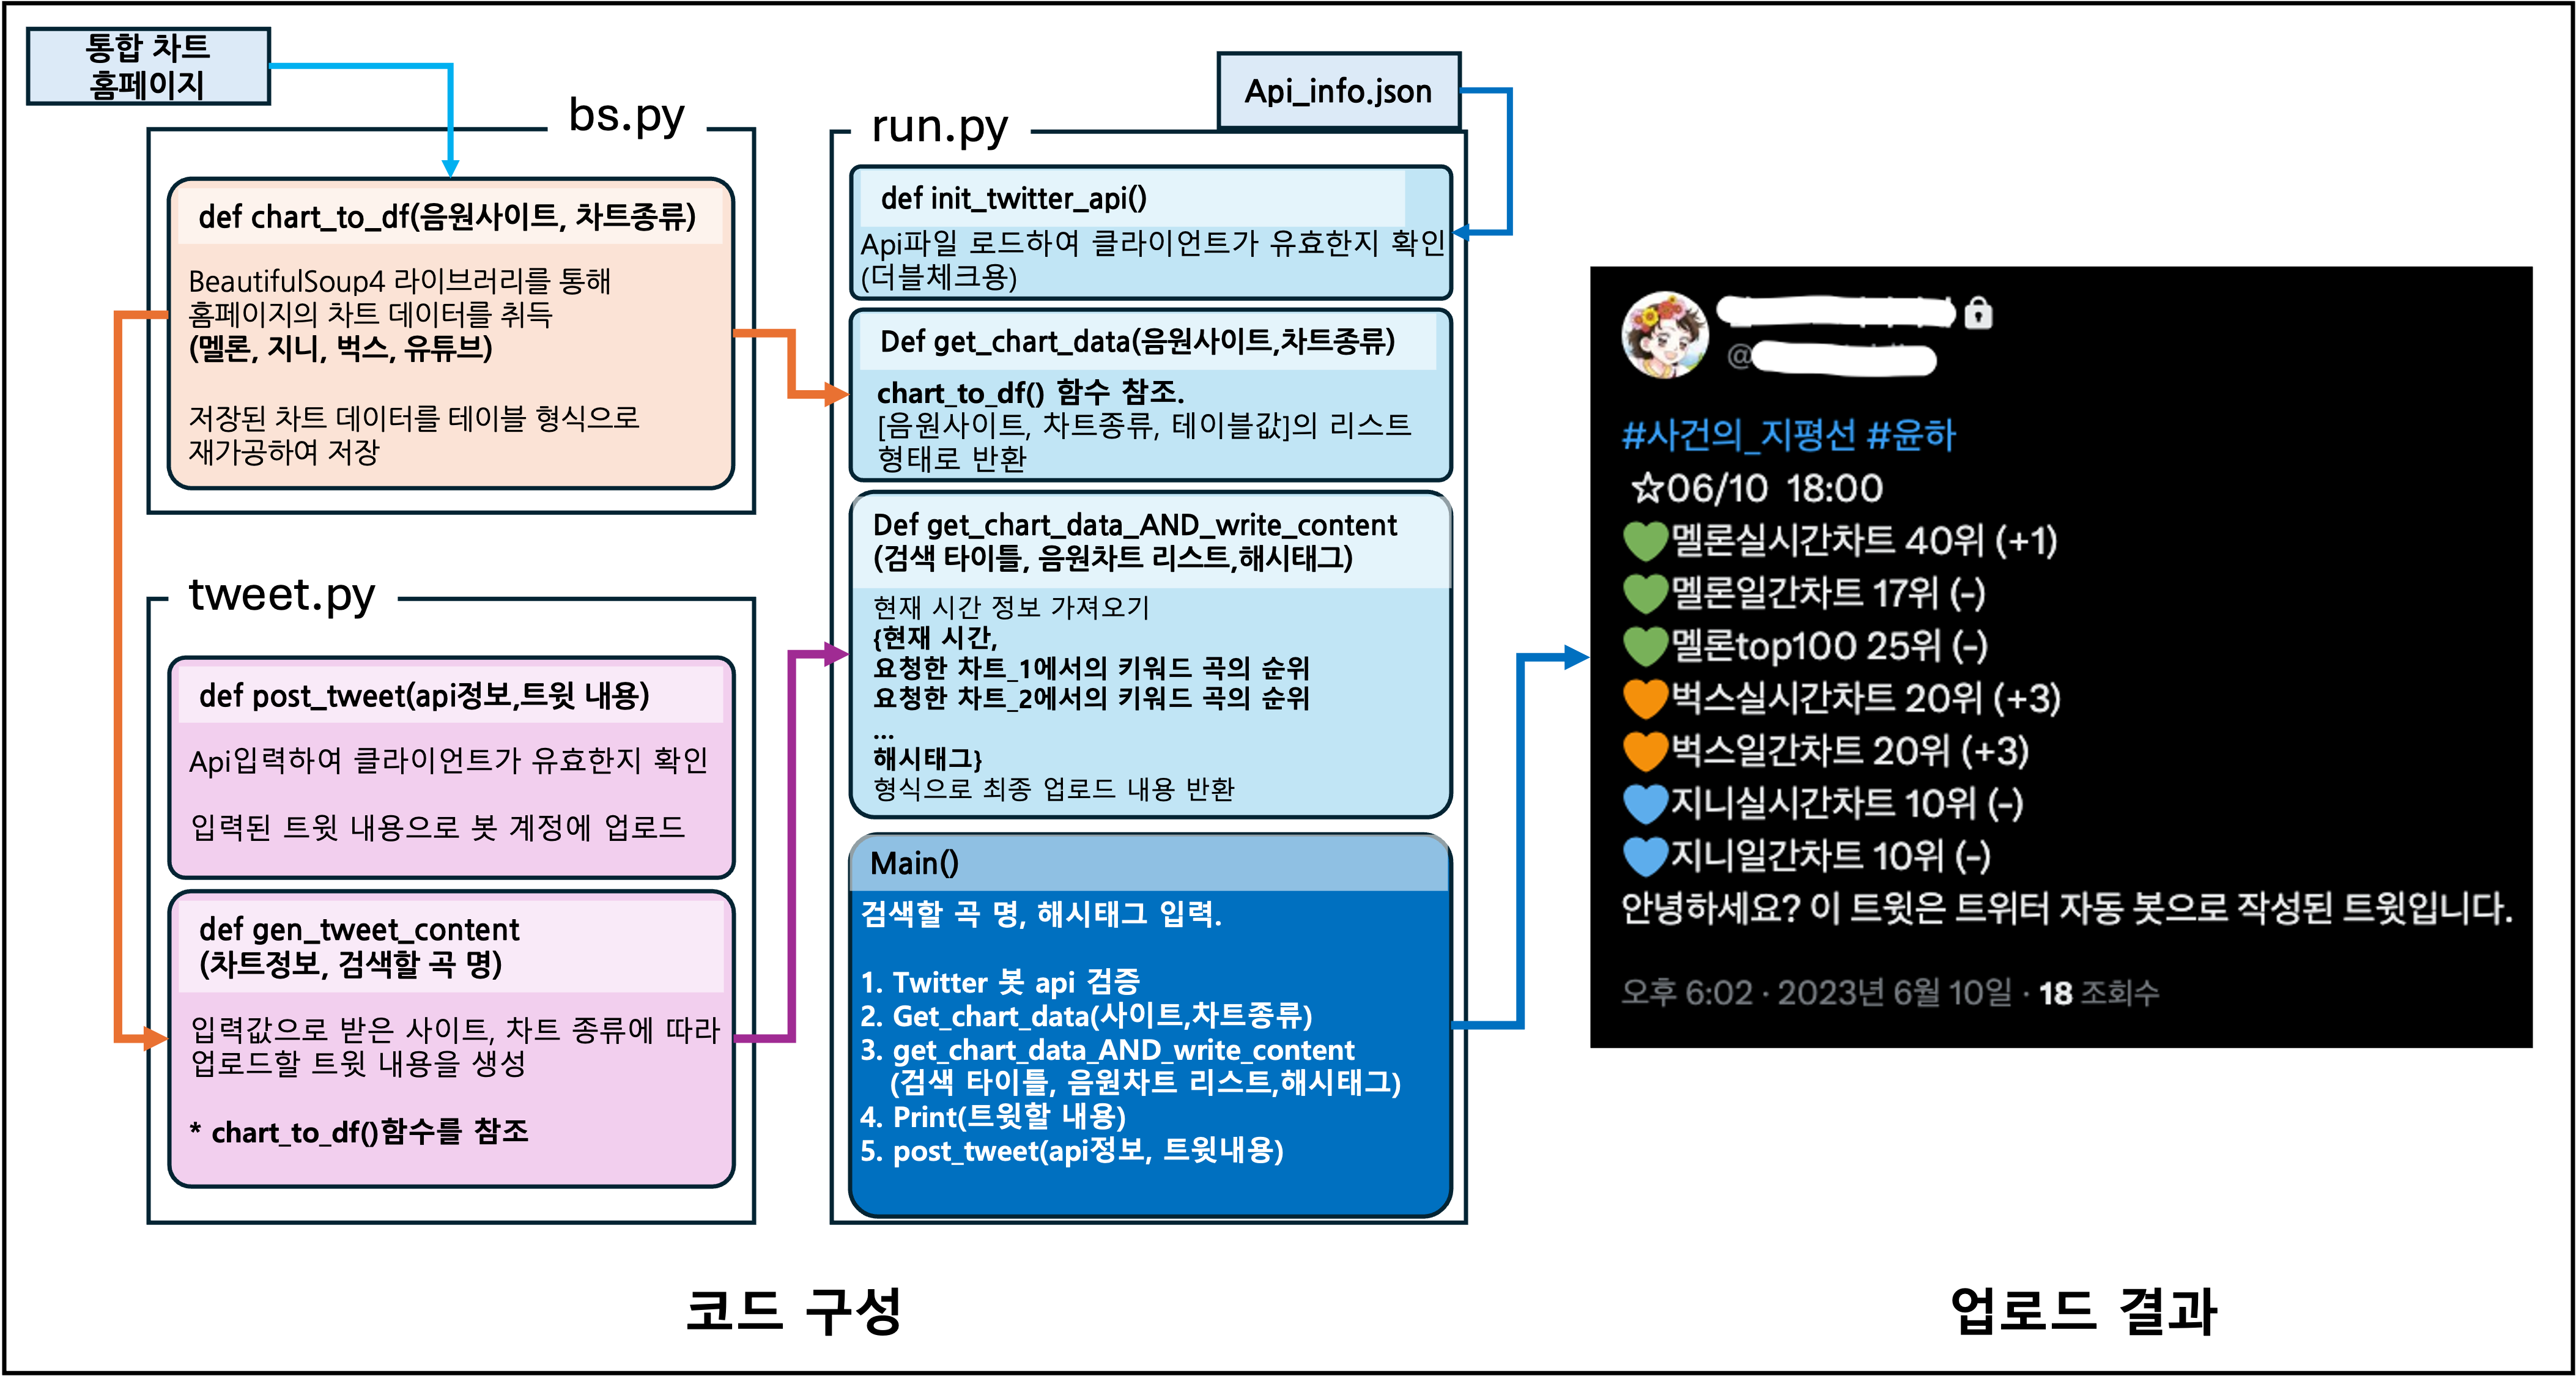 통합 차트
홈페이지
bs.py
def chart_to_df(음원사이트, 차트종류)
BeautifulSoup4 라이브러리를 통해
홈페이지의 차트 데이터를 취득
(멜론, 지니, 벅스, 유튜브)
저장된 차트 데이터를 테이블 형식으로
재가공하여 저장
tweet.py
def post_tweet(api정보,트윗 내용)
Api입력하여 클라이언트가 유효한지 확인
입력된 트윗 내용으로 봇 계정에 업로드
def gen_tweet_content
(차트정보, 검색할 곡 명)
입력값으로 받은 사이트, 차트 종류에 따라
업로드할 트윗 내용을 생성
* chart_to_df()함수를 참조
Api_info.json
run.py
def init_twitter_api()
Api파일 로드하여 클라이언트가 유효한지 확인
(더블체크용)
Def get_chart_data(음원사이트,차트종류)
chart_to_df() 함수 참조.
[음원사이트, 차트종류, 테이블값]의 리스트
형태로 반환
Def get_chart_data_AND_write_content
(검색 타이틀, 음원차트 리스트,해시태그)
현재 시간 정보 가져오기
{현재 시간,
요청한 차트_1에서의 키워드 곡의 순위
요청한 차트_2에서의 키워드 곡의 순위
...
해시태그}
형식으로 최종 업로드 내용 반환
Main()
검색할 곡 명, 해시태그 입력.
1. Twitter 봇 api 검증
2. Get_chart_data(사이트,차트종류)
3. get_chart_data_AND_write_content
(검색 타이틀, 음원차트 리스트,해시태그)
4. Print(트윗할 내용)
5. post_tweet(api정보, 트윗내용)
@
#사건의_지평선 #윤하
☆06/10 18:00
💚멜론실시간차트 40위 (+1)
💚멜론일간차트 17위 (-)
💚멜론top100 25위 (-)
🧡벅스실시간차트 20위 (+3)
🧡벅스일간차트 20위 (+3)
💙지니실시간차트 10위 (-)
💙지니일간차트 10위 (-)
안녕하세요? 이 트윗은 트위터 자동 봇으로 작성된 트윗입니다.
오후 6:02 · 2023년 6월 10일 · 18 조회수
코드 구성
업로드 결과